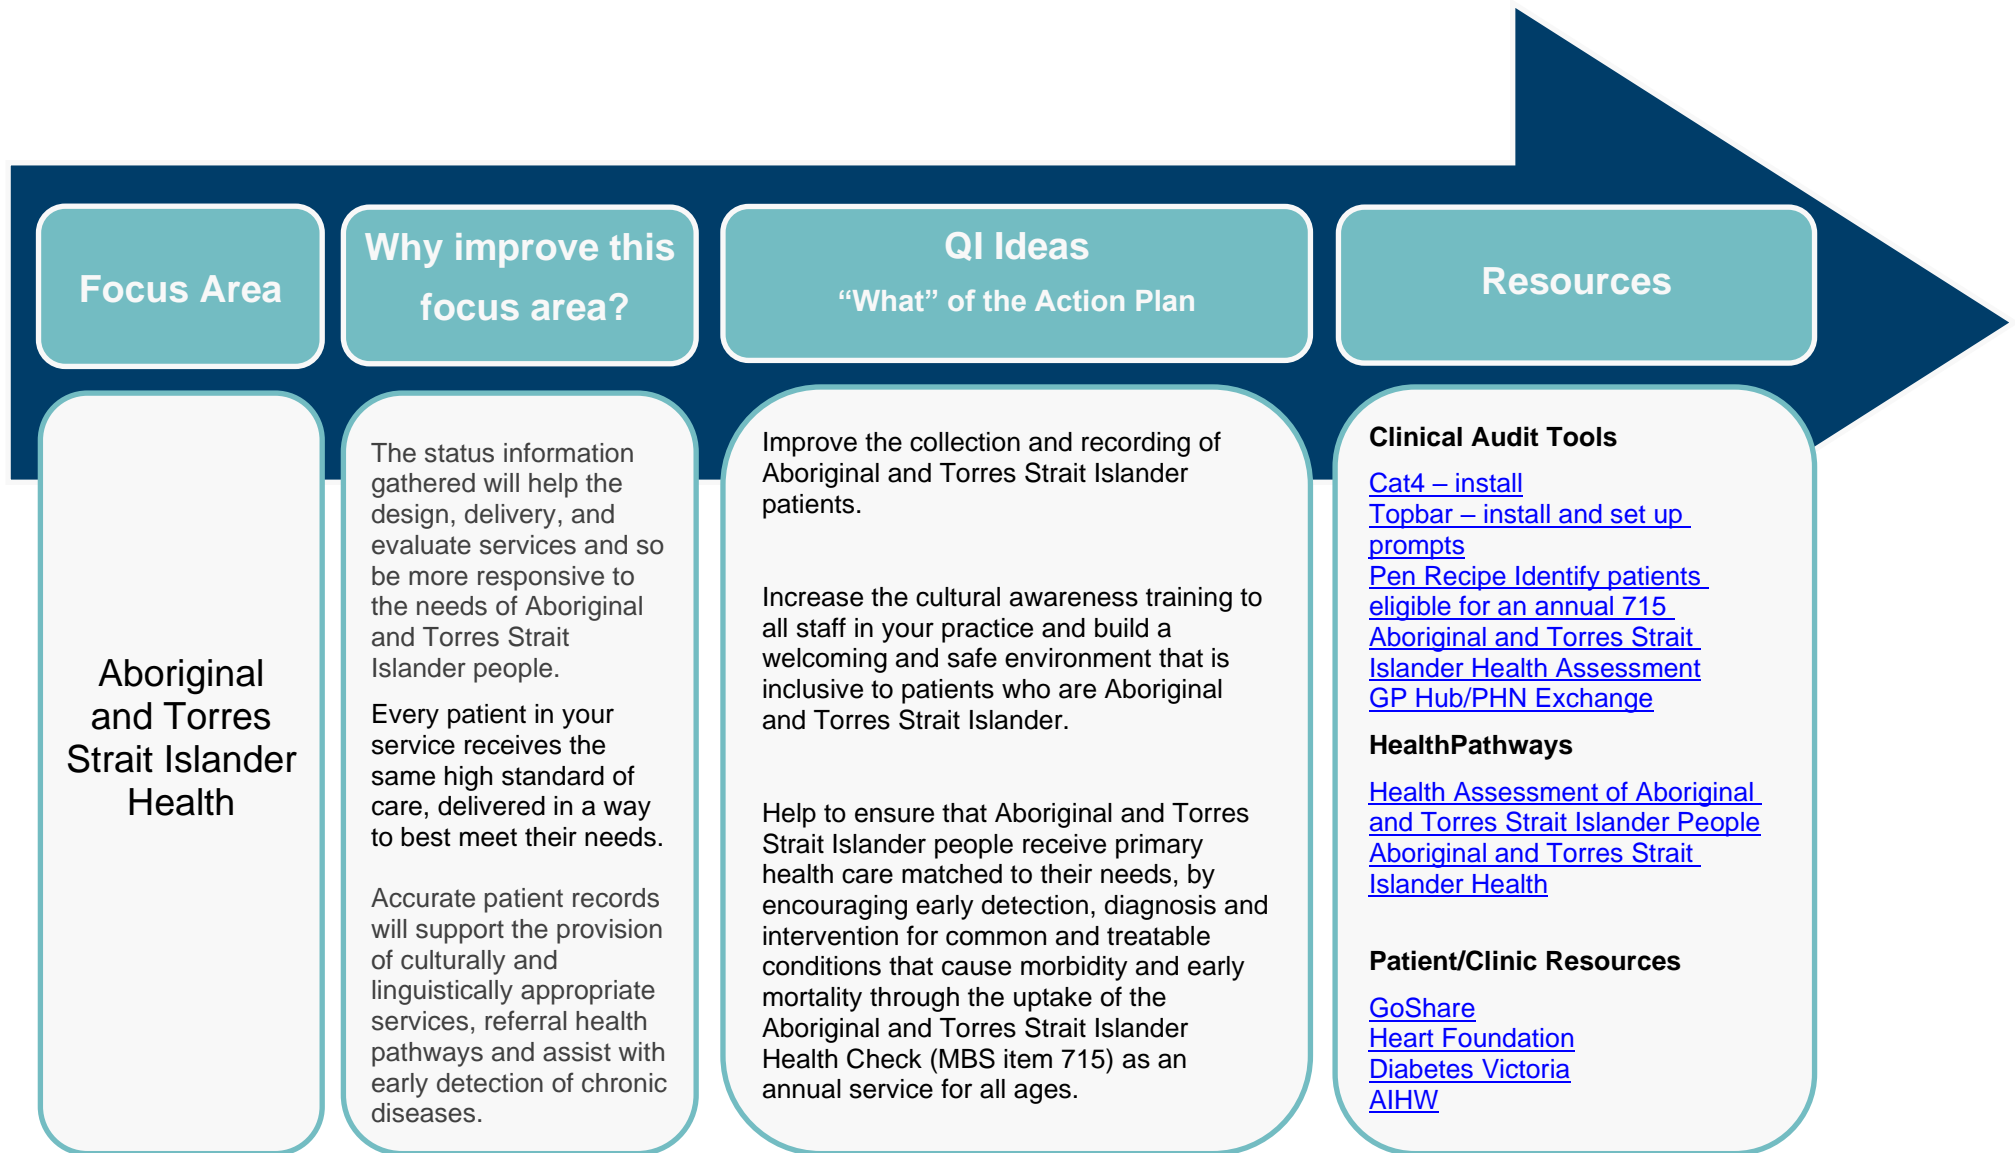 Focus Area
Why improve this
focus area?
QI Ideas
“What” of the Action Plan
Resources
Aboriginal
and Torres
Strait Islander
Health
The status information
gathered will help the
design, delivery, and
evaluate services and so
be more responsive to
the needs of Aboriginal
and Torres Strait
Islander people.
Every patient in your
service receives the
same high standard of
care, delivered in a way
to best meet their needs.
Accurate patient records
will support the provision
of culturally and
linguistically appropriate
services, referral health
pathways and assist with
early detection of chronic
diseases.
Improve the collection and recording of
Aboriginal and Torres Strait Islander
patients.
Increase the cultural awareness training to
all staff in your practice and build a
welcoming and safe environment that is
inclusive to patients who are Aboriginal
and Torres Strait Islander.
Help to ensure that Aboriginal and Torres
Strait Islander people receive primary
health care matched to their needs, by
encouraging early detection, diagnosis and
intervention for common and treatable
conditions that cause morbidity and early
mortality through the uptake of the
Aboriginal and Torres Strait Islander
Health Check (MBS item 715) as an
annual service for all ages.
Clinical Audit Tools
Cat4 – install
Topbar – install and set up
prompts
Pen Recipe Identify patients
eligible for an annual 715
Aboriginal and Torres Strait
Islander Health Assessment
GP Hub/PHN Exchange
HealthPathways
Health Assessment of Aboriginal
and Torres Strait Islander People
Aboriginal and Torres Strait
Islander Health
Patient/Clinic Resources
GoShare
Heart Foundation
Diabetes Victoria
AIHW